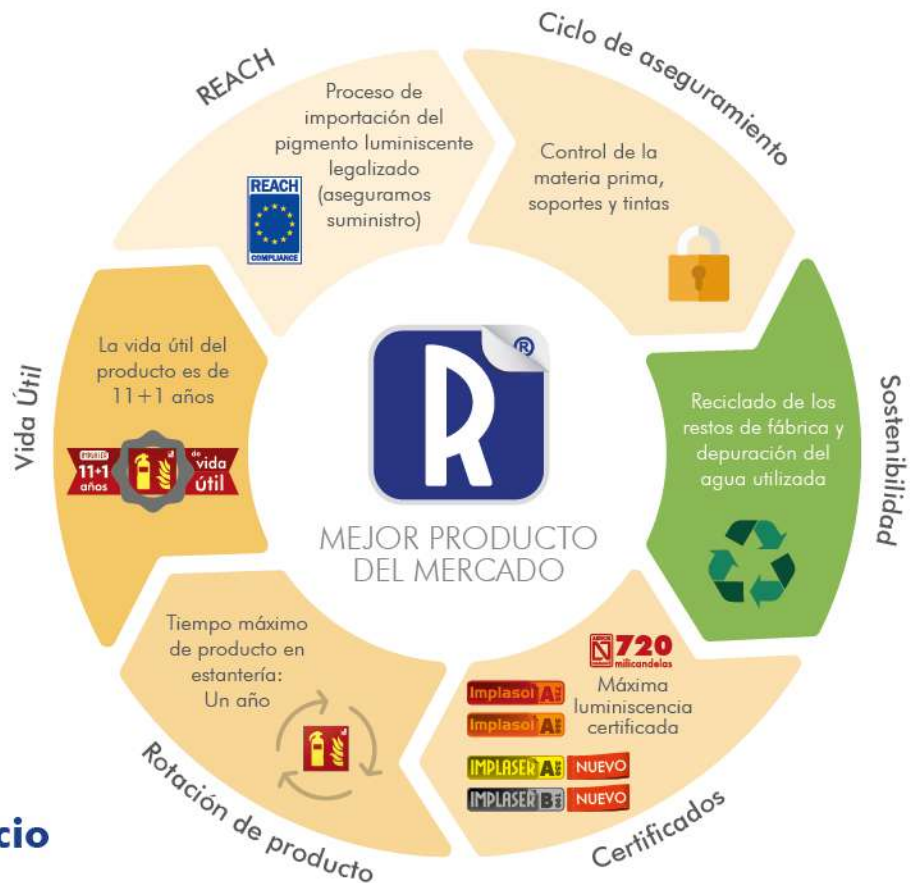 REACH
Proceso de
importación del
pigmento luminiscente
legalizado
(aseguramos
suministro)
REACH
COMPLIANCE
Ciclo de aseguramiento
Control de la
materia prima,
soportes y tintas
Sostenibilidad
Reciclado de los
restos de fábrica y
depuración del
agua utilizada
Certificados
720
milicandelas
Máxima
luminiscencia
certificada
Implasol A
Implasol A
IMPLASER A NUEVO
IMPLASER B NUEVO
Rotación de producto
Tiempo máximo
de producto en
estantería:
Un año
Vida Útil
La vida útil del
producto es de
11+1 años
IMPLASER
11+1
años
de
vida
útil
R
®
MEJOR PRODUCTO
DEL MERCADO
cio